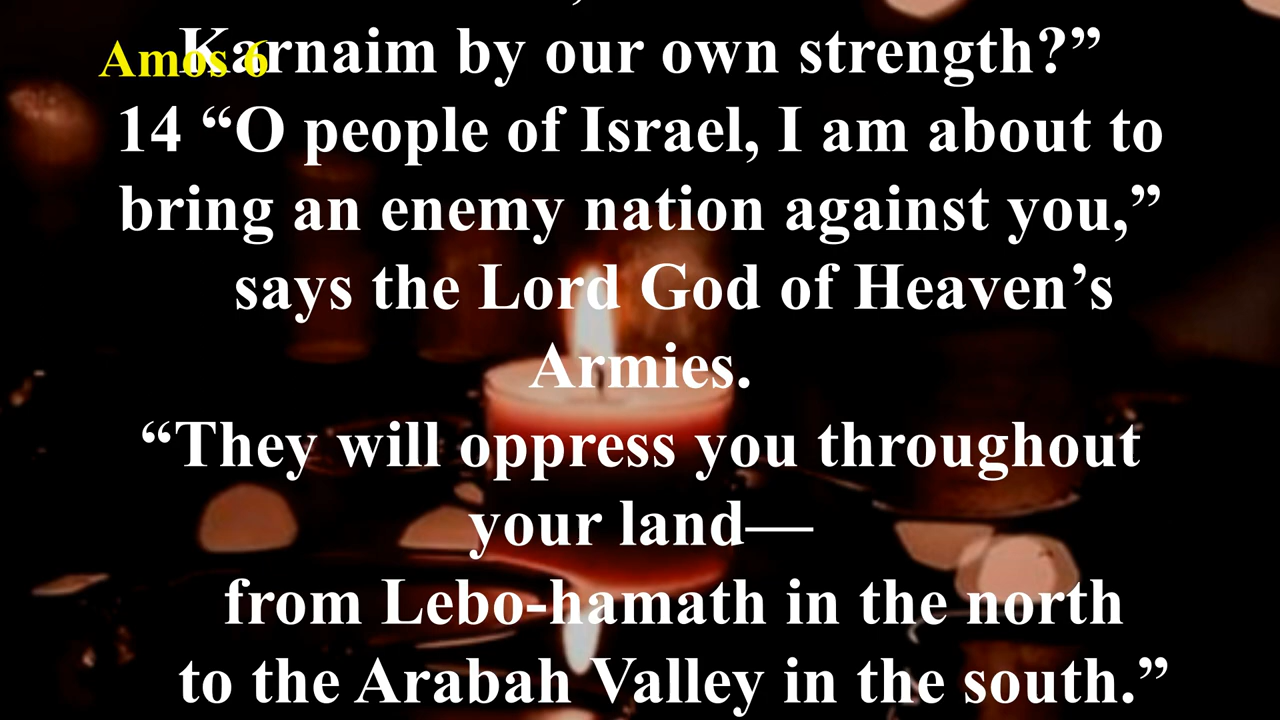 Amos 6
Karnaim by our own strength?”
14 “O people of Israel, I am about to
bring an enemy nation against you,”
says the Lord God of Heaven’s
Armies.
“They will oppress you throughout
your land—
from Lebo-hamath in the north
to the Arabah Valley in the south.”